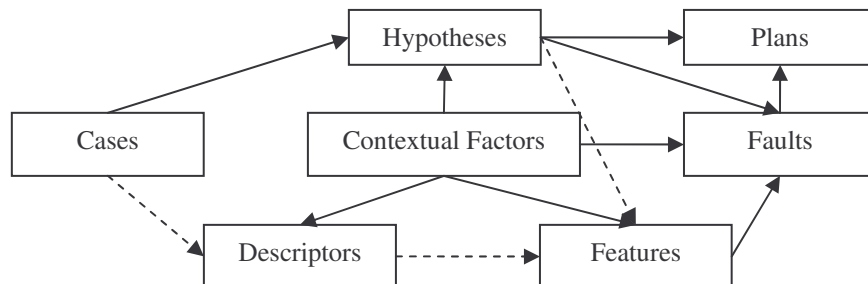 Hypotheses
Plans
Cases
Contextual Factors
Faults
Descriptors
Features